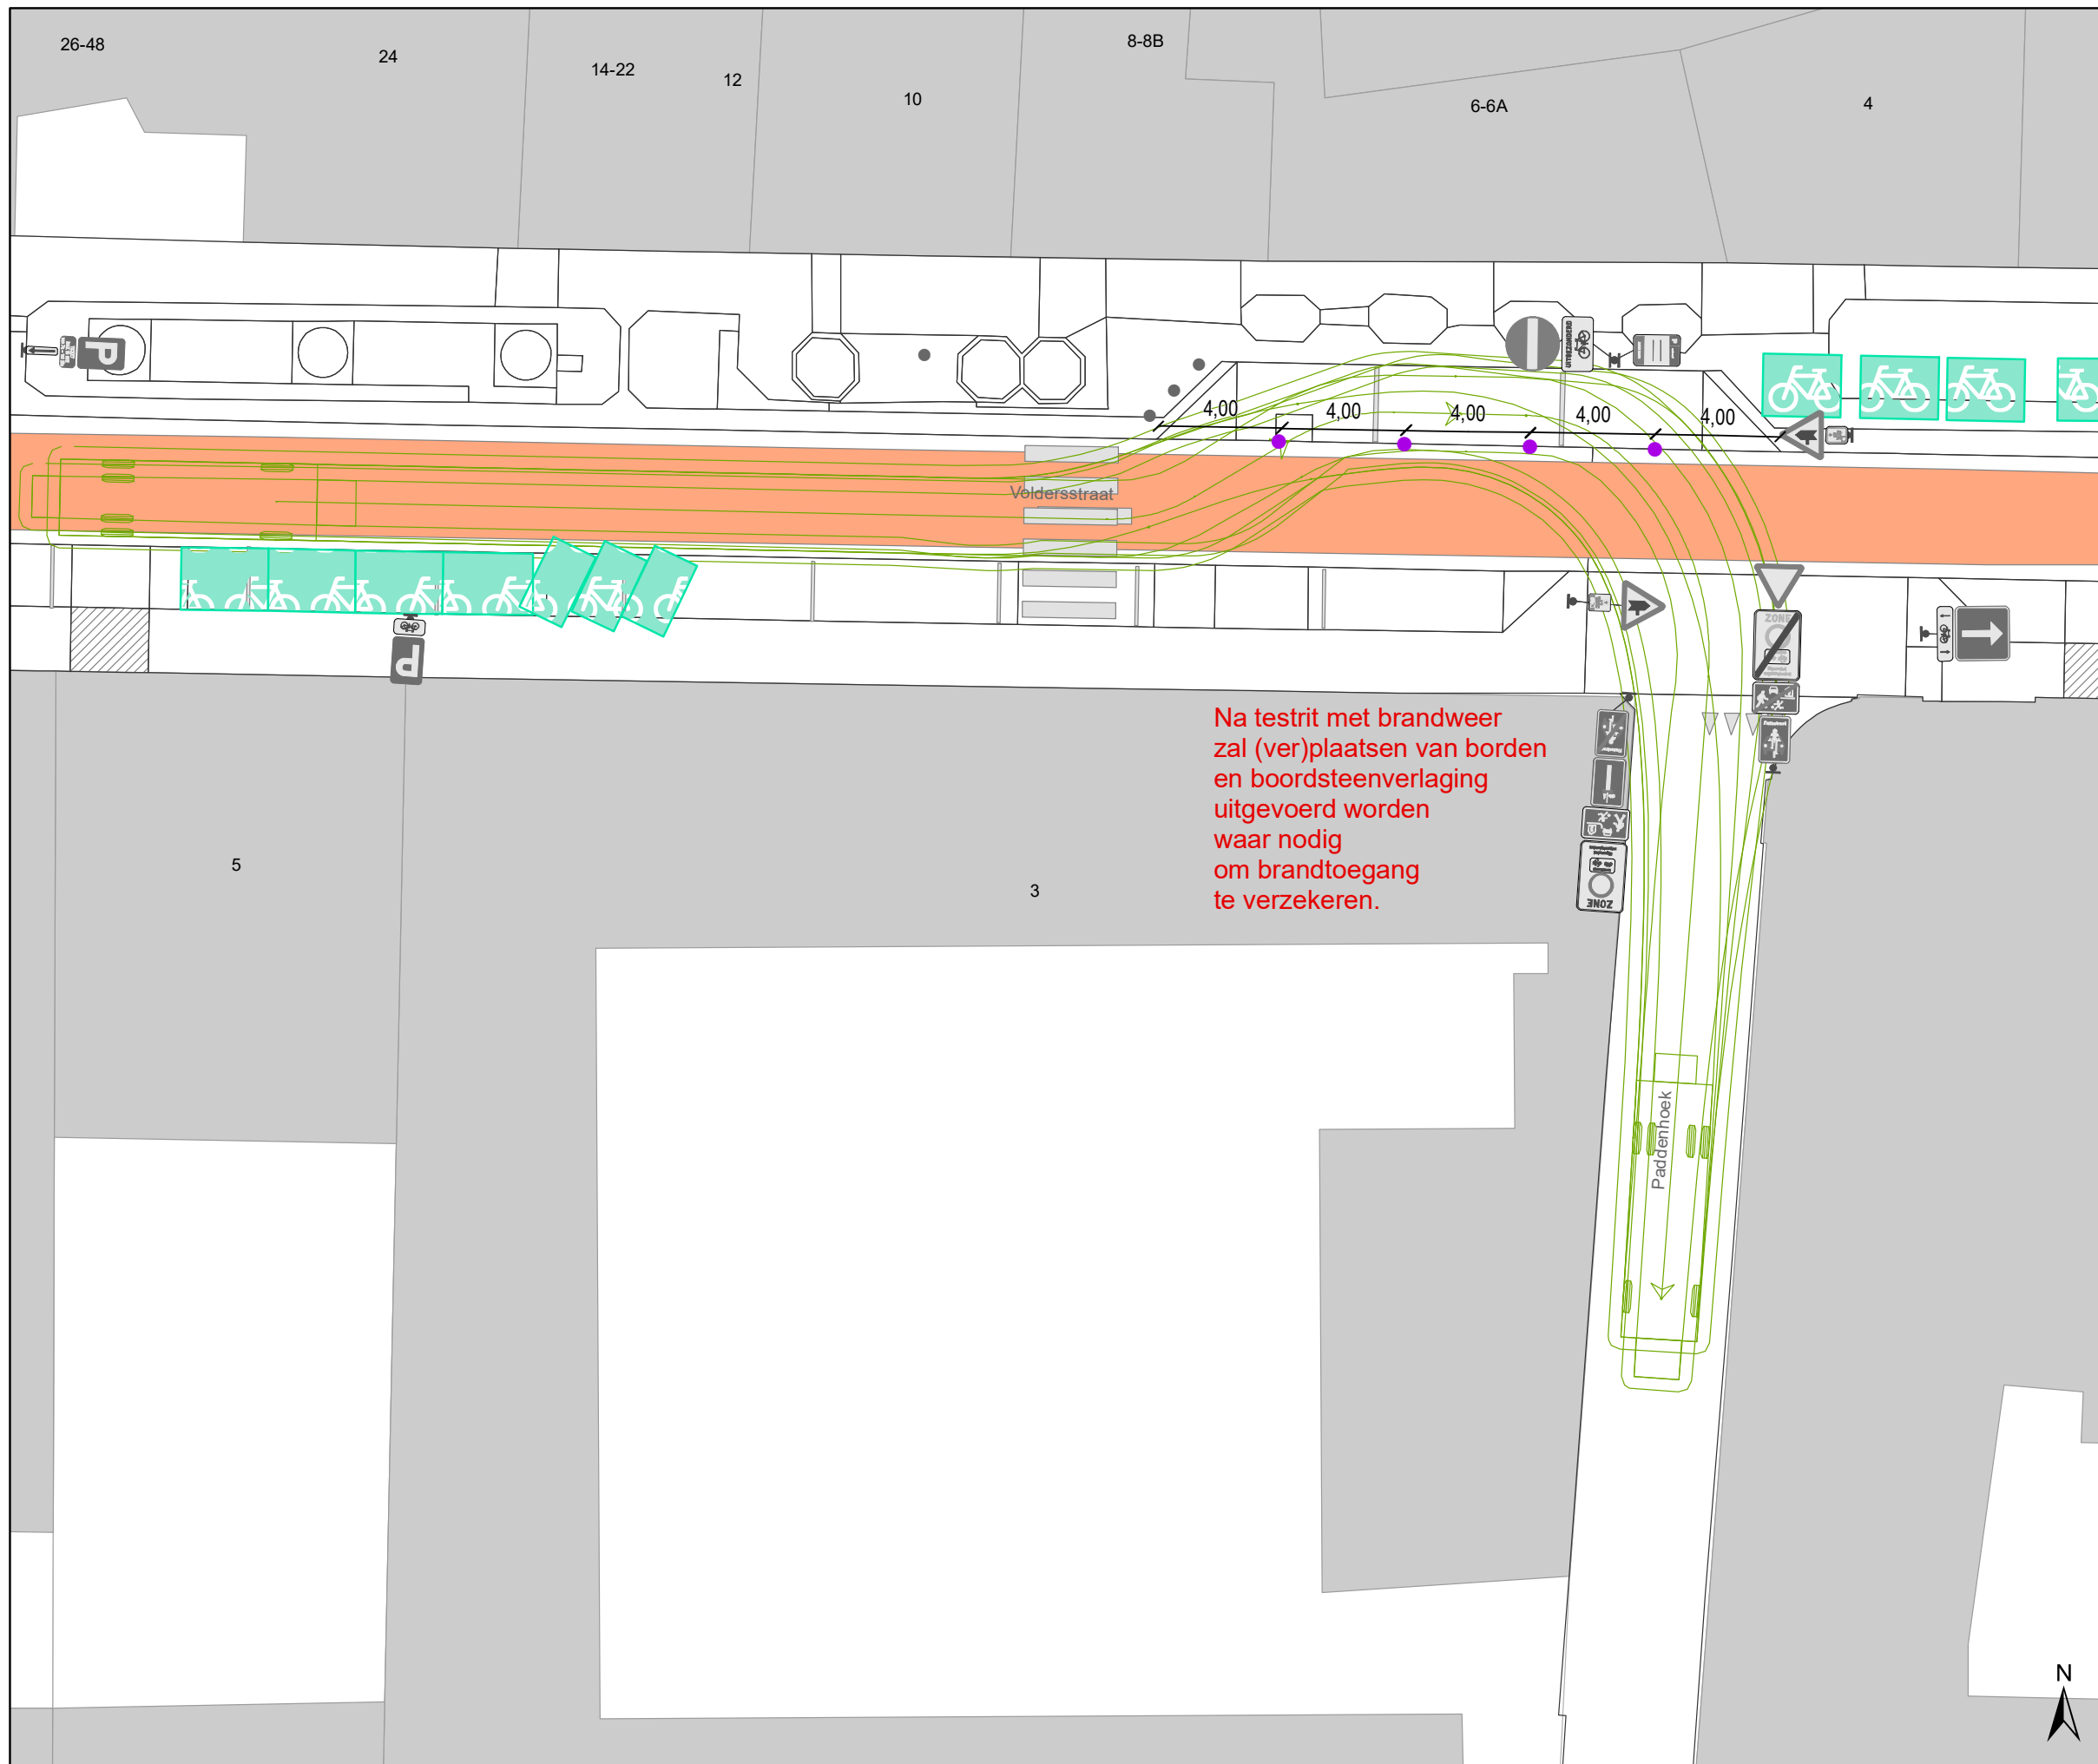 26-48
24
14-22
12
10
8-8B
6-6A
4
P
UITGEZONDERD
4,00
4,00
4,00
4,00
4,00
Voldersstraat
P
ZONE
Na testrit met brandweer
zal (ver)plaatsen van borden
en boordsteenverlaging
uitgevoerd worden
waar nodig
om brandtoegang
te verzekeren.
ZONE
5
3
Paddenhoek
N